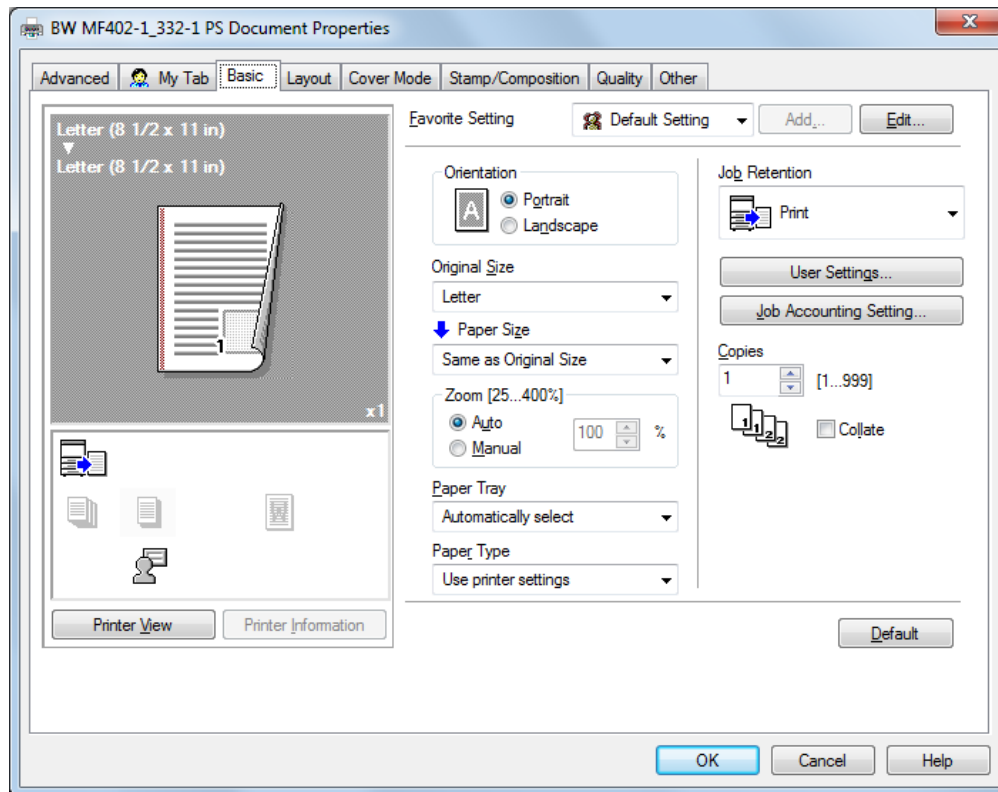 BW MF402-1_332-1 PS Document Properties
x
Advanced My Tab Basic Layout Cover Mode Stamp/Composition Quality Other
Letter (8 1/2 x 11 in)
Letter (8 1/2 x 11 in)
1
x1
Printer View Printer Information
Favorite Setting Default Setting Add... Edit...
Orientation
A
Portrait
Landscape
Original Size
Letter
Paper Size
Same as Original Size
Zoom [25...400%]
Auto
Manual
100 %
Paper Tray
Automatically select
Paper Type
Use printer settings
Job Retention
Print
User Settings...
Job Accounting Setting...
Copies
1 [1...999]
1 1 2 2 Collate
Default
OK Cancel Help